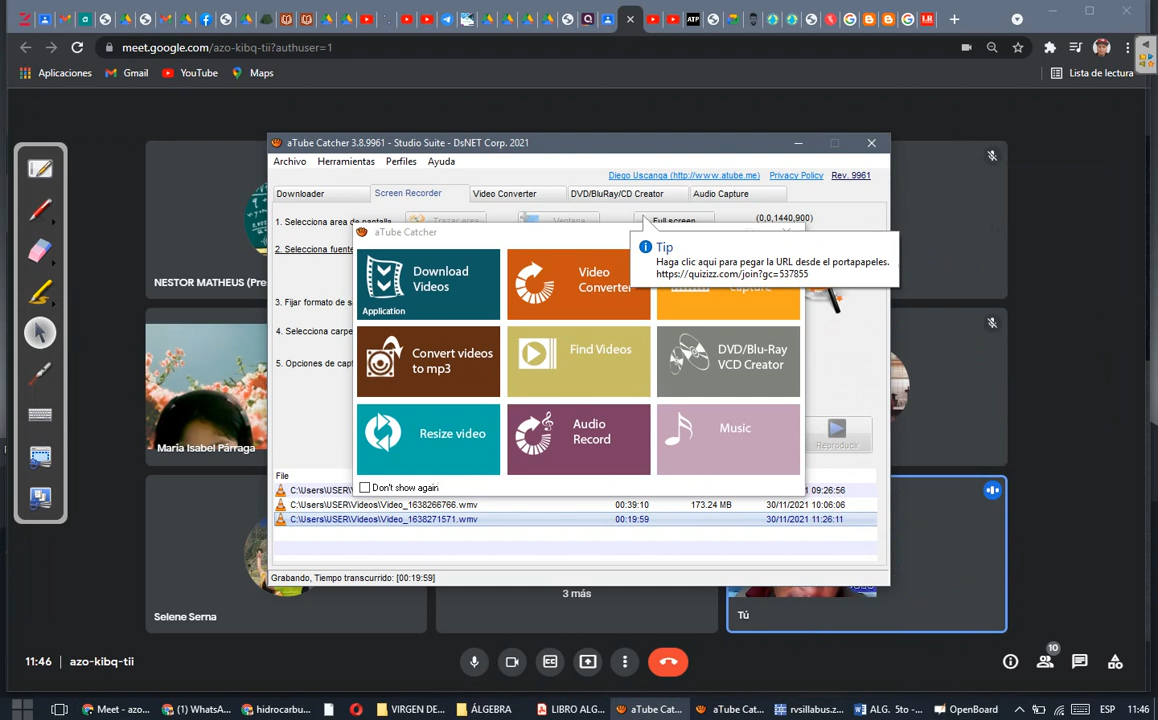 meet.google.com/azo-kibq-tii?authuser=1
Aplicaciones
Gmail
YouTube
Maps
Lista de lectura
aTube Catcher 3.8.9961 - Studio Suite - DsNET Corp. 2021
Archivo
Herramientas
Perfiles
Ayuda
Diego Uscanga (http://www.atube.me)
Privacy Policy
Rev. 9961
Downloader
Screen Recorder
Video Converter
DVD/BluRay/CD Creator
Audio Capture
1. Selecciona area de pantalla
Trazar area
Ventana
Full screen
(0,0,1440,900)
aTube Catcher
2. Selecciona fuente
Tip
Haga clic aqui para pegar la URL desde el portapapeles.
https://quizizz.com/join?gc=537855
Download
Videos
Application
Video
Converter
Capture
3. Fijar formato de s
4. Selecciona carpe
5. Opciones de capt
Convert videos
to mp3
Find Videos
DVD/Blu-Ray
VCD Creator
Resize video
Audio
Record
Music
Reproducir
File
Don't show again
C:\Users\USER\
09:26:56
C:\Users\USER\Videos\Video_1638266766.wmv
00:39:10
173.24 MB
30/11/2021 10:06:06
C:\Users\USER\Videos\Video_1638271571.wmv
00:19:59
30/11/2021 11:26:11
Grabando, Tiempo transcurrido: [00:19:59]
NESTOR MATHEUS (Pre
Maria Isabel Párraga
Selene Serna
3 más
Tú
11:46
azo-kibq-tii
10
Meet - azo...
(1) WhatsA...
hidrocarbu...
VIRGEN DE...
ÁLGEBRA
LIBRO ALG...
aTube Cat...
aTube Cat...
rvsillabus.z...
ALG. 5to -...
OpenBoard
ESP
11:46